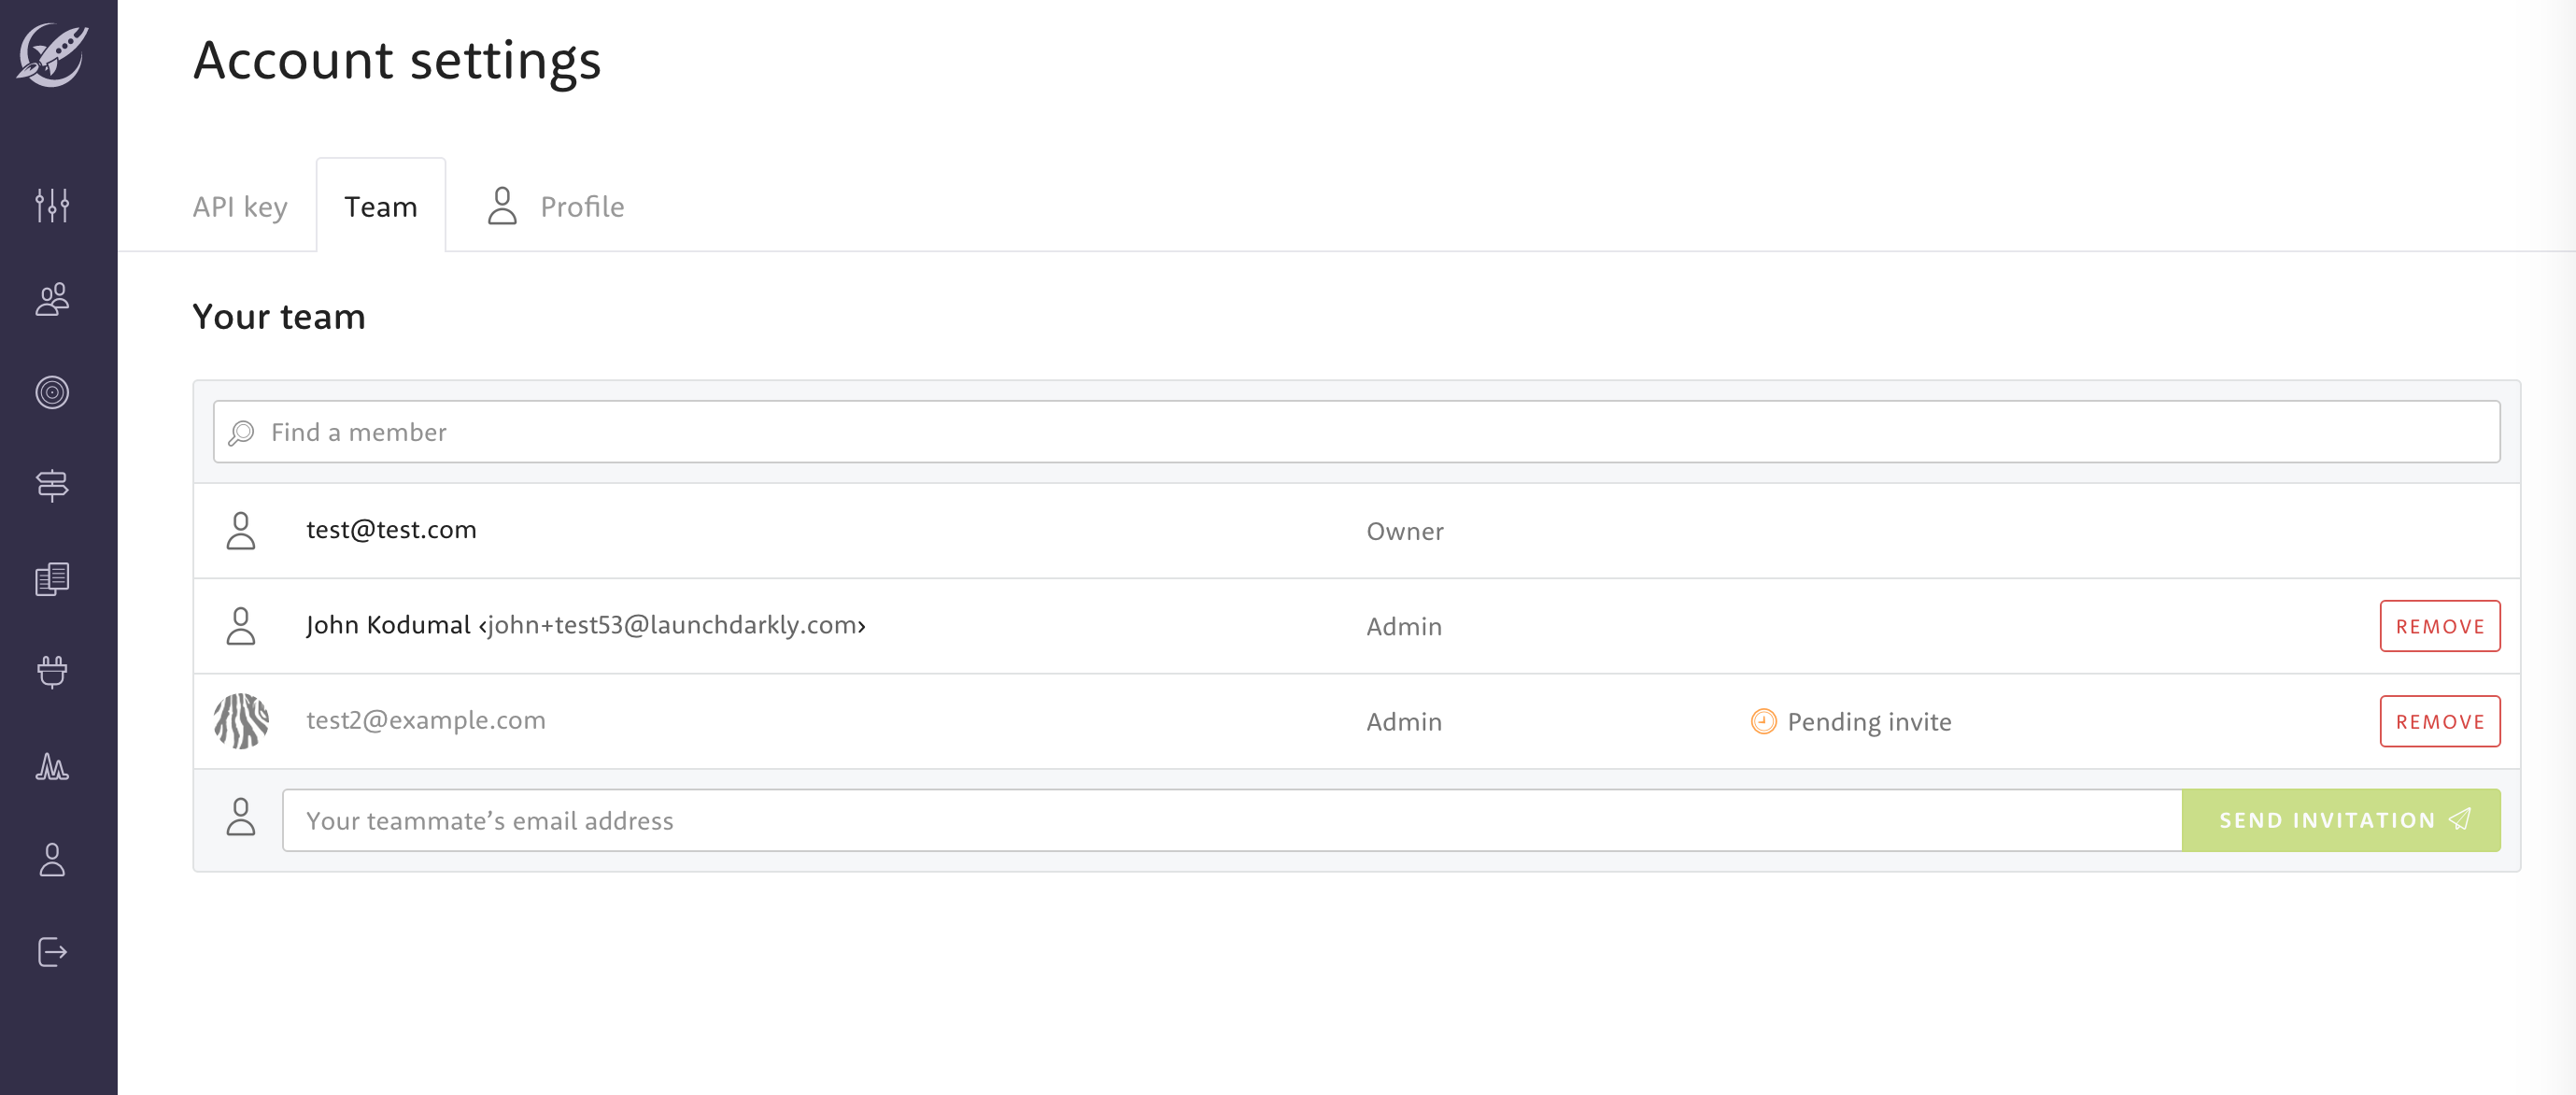 Account settings
API key Team Profile
Your team
Find a member
test@test.com Owner
John Kodumal <john+test53@launchdarkly.com> Admin REMOVE
test2@example.com Admin Pending invite REMOVE
Your teammate’s email address SEND INVITATION